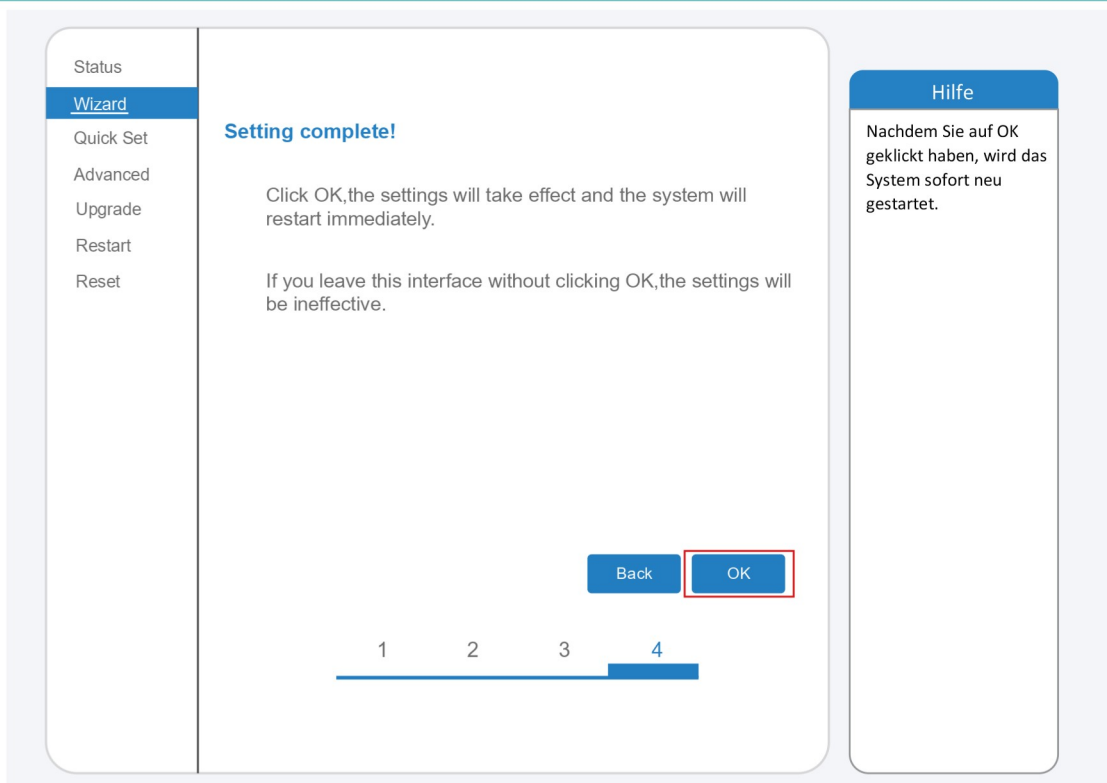 Status
Wizard
Quick Set
Advanced
Upgrade
Restart
Reset
Setting complete!
Click OK,the settings will take effect and the system will
restart immediately.
If you leave this interface without clicking OK,the settings will
be ineffective.
Back
OK
1 2 3 4
Hilfe
Nachdem Sie auf OK
geklickt haben, wird das
System sofort neu
gestartet.